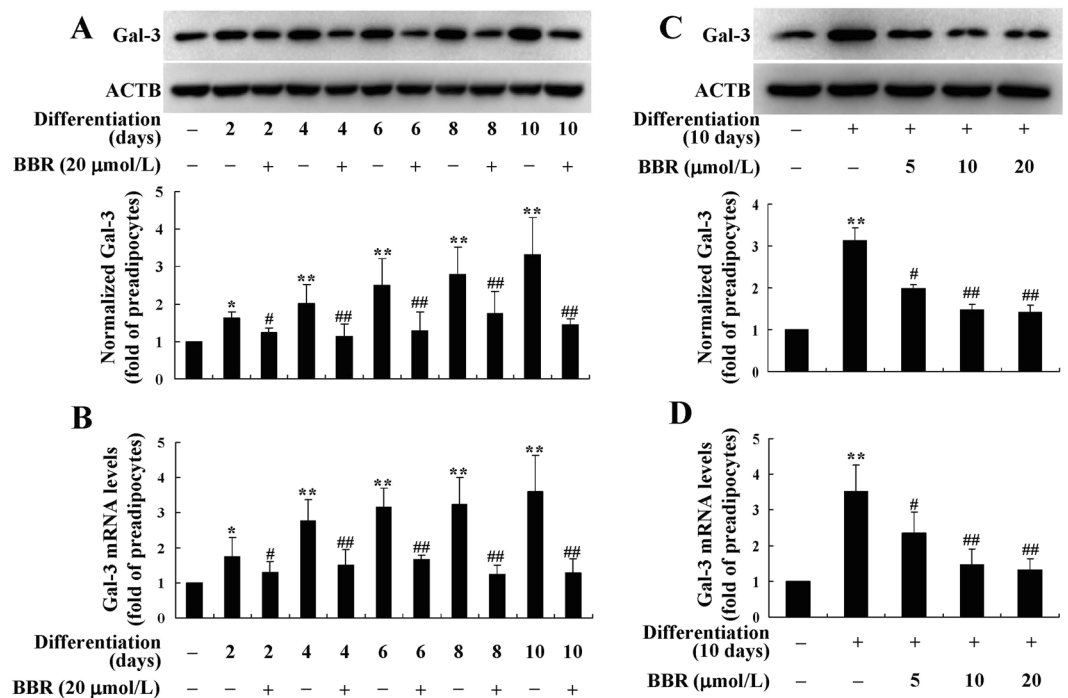 A
Gal-3
ACTB
Differentiation (days) – 2 2 4 4 6 6 8 8 10 10
BBR (20 μmol/L) – – + – + – + – + – +
Normalized Gal-3
(fold of preadipocytes)
5
4
3
2
1
0
* # ** ## ** ## ** ## ** ##
B
Gal-3 mRNA levels
(fold of preadipocytes)
5
4
3
2
1
0
* # ** ## ** ## ** ## ** ##
Differentiation (days) – 2 2 4 4 6 6 8 8 10 10
BBR (20 μmol/L) – – + – + – + – + – +
C
Gal-3
ACTB
Differentiation (10 days) – + + + +
BBR (μmol/L) – – 5 10 20
Normalized Gal-3
(fold of preadipocytes)
4
3
2
1
0
** # ## ##
D
Gal-3 mRNA levels
(fold of preadipocytes)
5
4
3
2
1
0
** # ## ##
Differentiation (10 days) – + + + +
BBR (μmol/L) – – 5 10 20